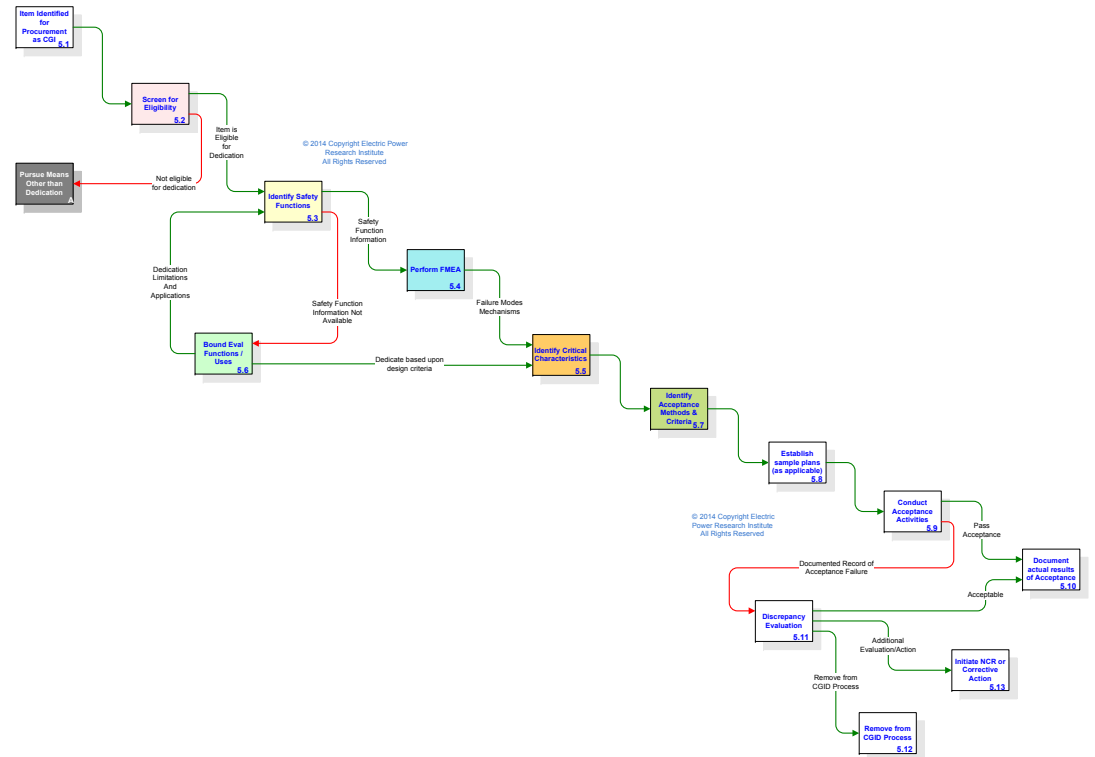 Item Identified
for
Procurement
as CGI
5.1
Screen for
Eligibility
5.2
Item is
Eligible
for
Dedication
© 2014 Copyright Electric Power
Research Institute
All Rights Reserved
Pursue Means
Other than
Dedication
A
Not eligible
for dedication
Identify Safety
Functions
5.3
Safety
Function
Information
Dedication
Limitations
And
Applications
Perform FMEA
5.4
Safety Function
Information Not
Available
Failure Modes
Mechanisms
Bound Eval
Functions /
Uses
5.6
Dedicate based upon
design criteria
Identify Critical
Characteristics
5.5
Identify
Acceptance
Methods &
Criteria
5.7
Establish
sample plans
(as applicable)
5.8
Conduct
Acceptance
Activities
5.9
© 2014 Copyright Electric
Power Research Institute
All Rights Reserved
Pass
Acceptance
Documented Record of
Acceptance Failure
Document
actual results
of Acceptance
5.10
Acceptable
Discrepancy
Evaluation
5.11
Additional
Evaluation/Action
Initiate NCR or
Corrective
Action
5.13
Remove from
CGID Process
Remove from
CGID Process
5.12